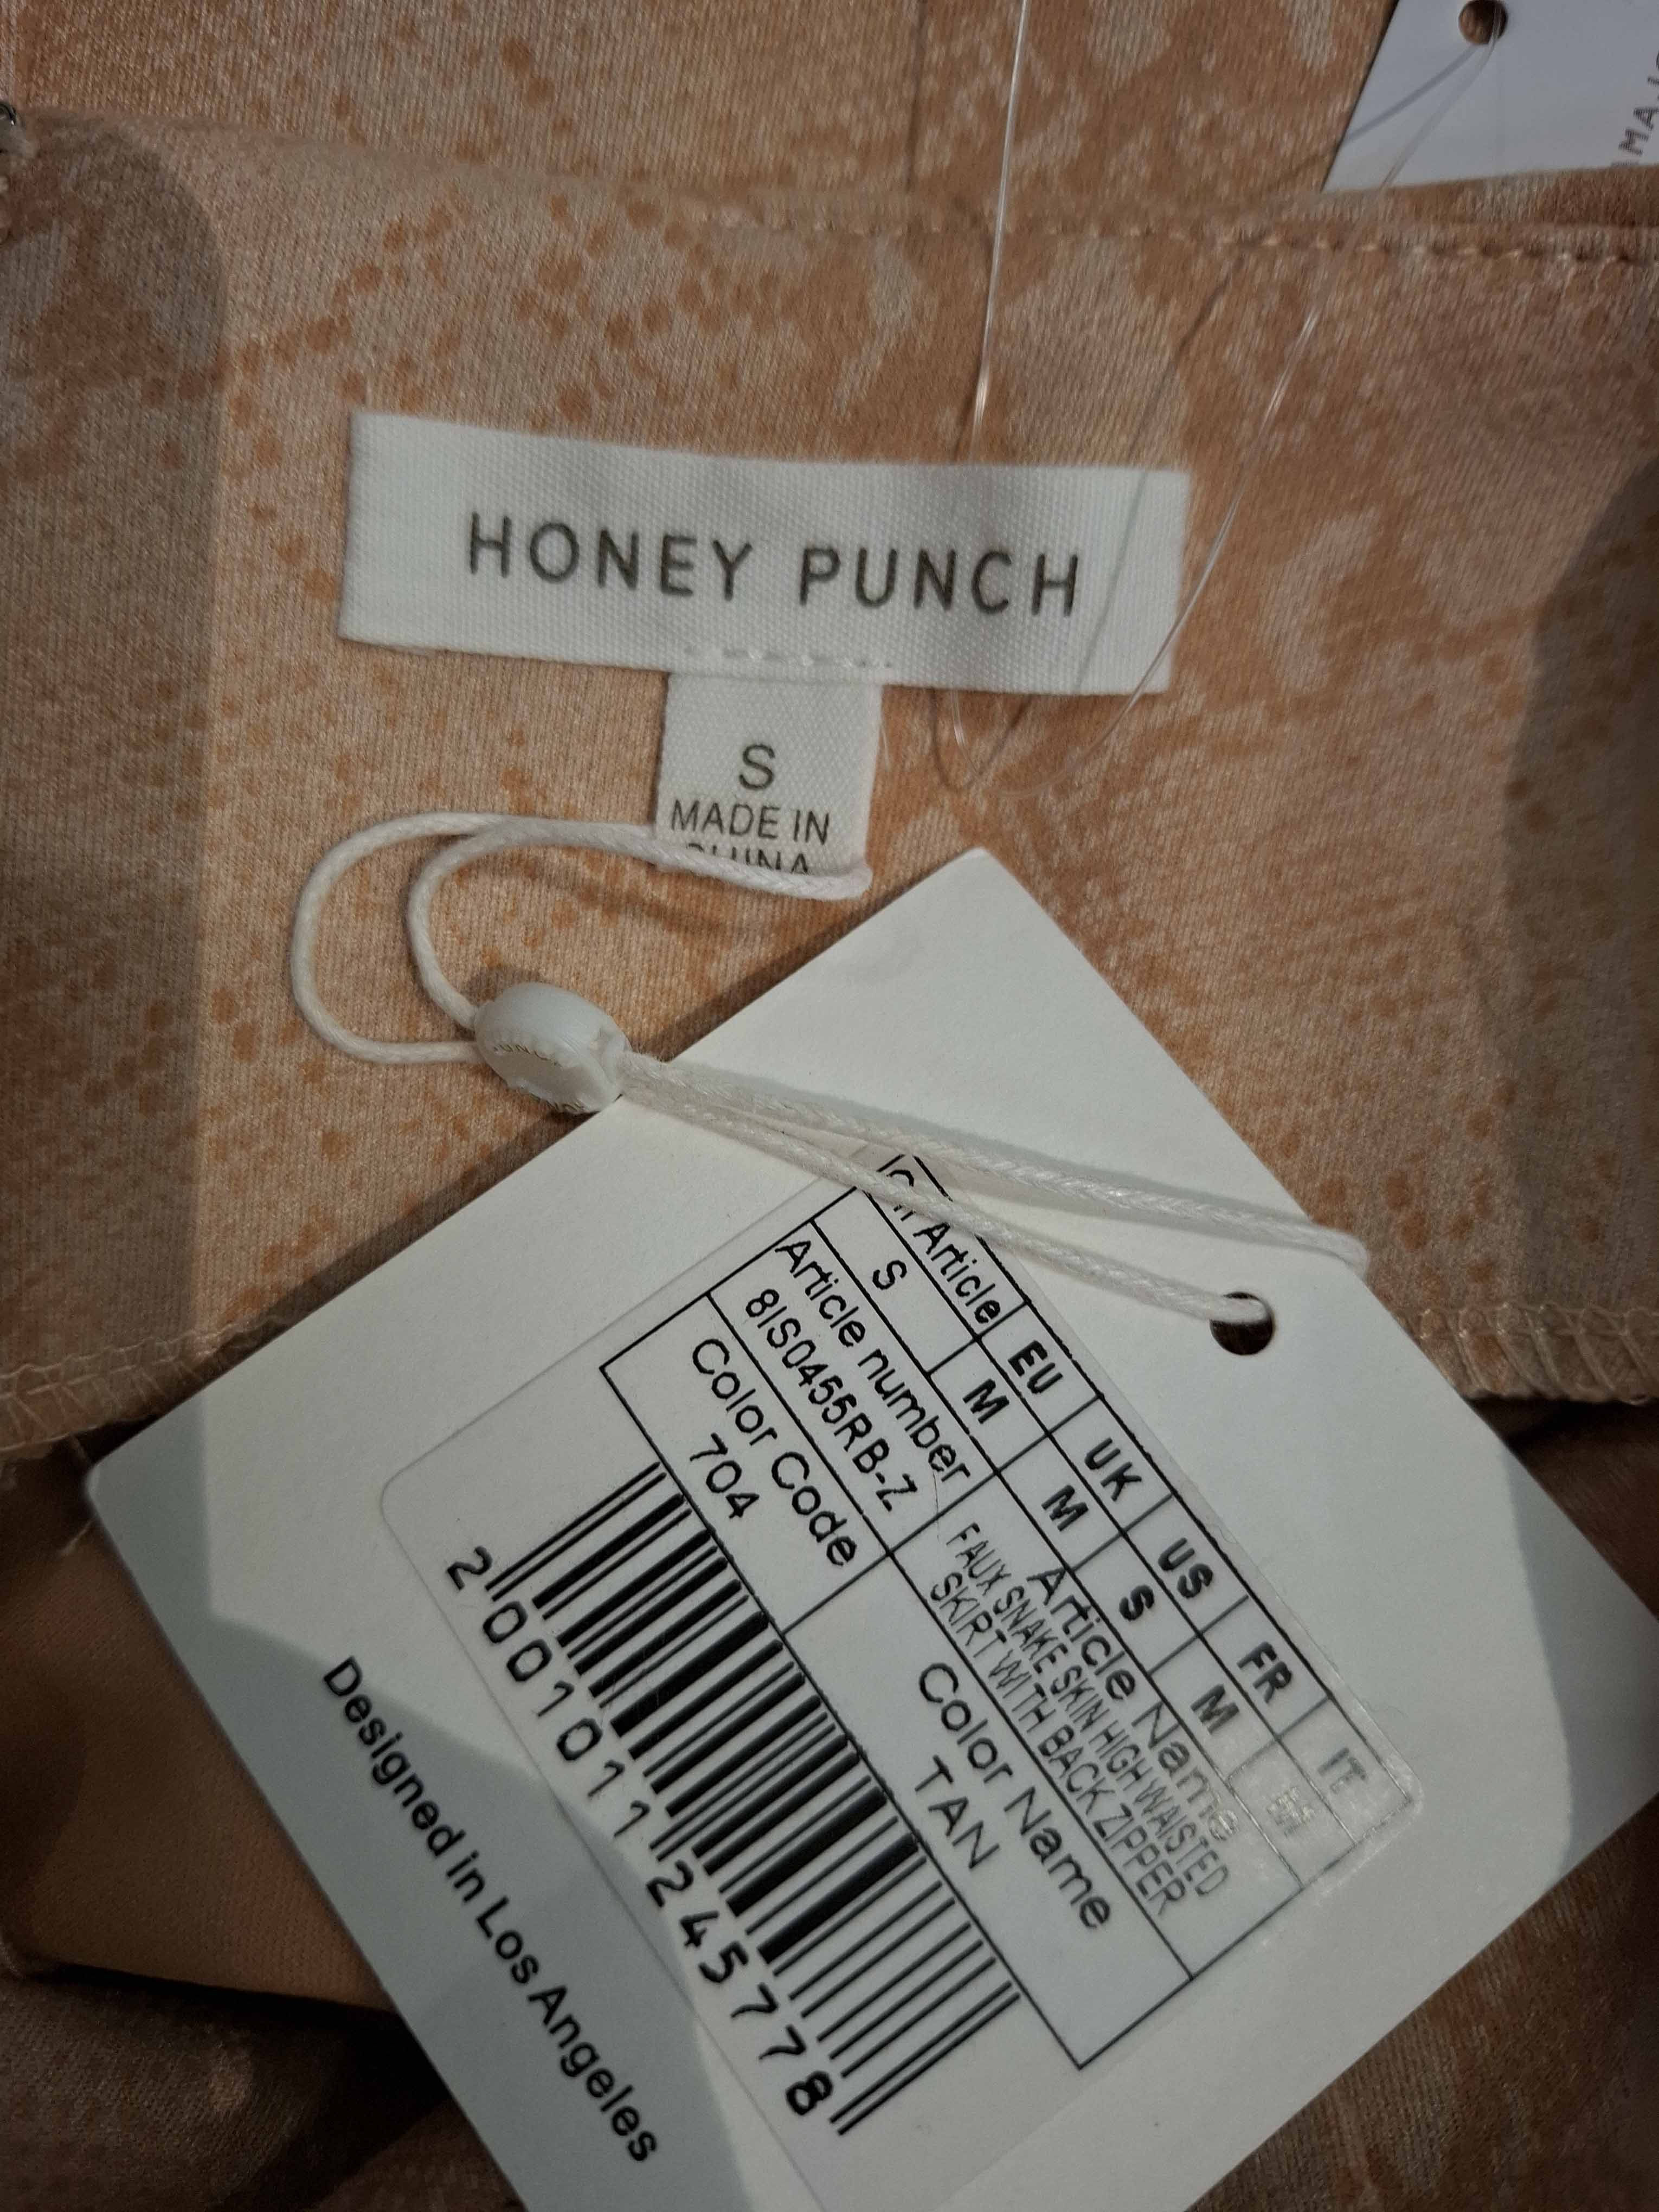 HONEY PUNCH
S
MADE IN
CHINA
Article EU UK US FR IT
S M M S M
Article number Article Name
8IS0455RB-Z FAUX SNAKE SKIN HIGH WAISTED
SKIRT WITH BACK ZIPPER
Color Code Color Name
704 TAN
2001011245778
Designed in Los Angeles